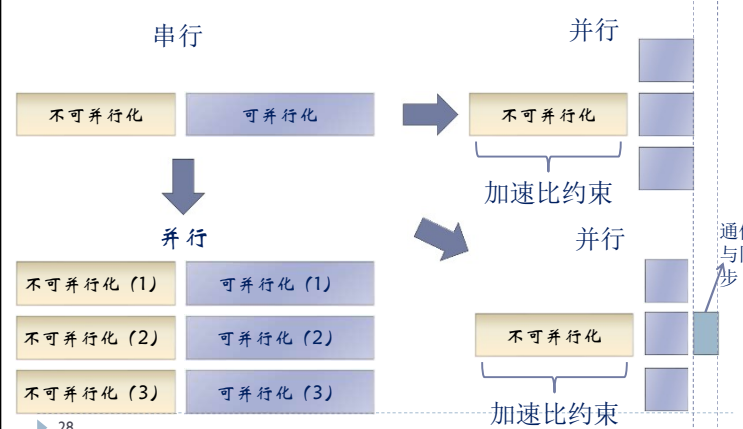 串行
并行
不可并行化
可并行化
不可并行化
加速比约束
并行
不可并行化（1）
可并行化（1）
不可并行化（2）
可并行化（2）
不可并行化（3）
可并行化（3）
并行
通
与
步
不可并行化
加速比约束
28